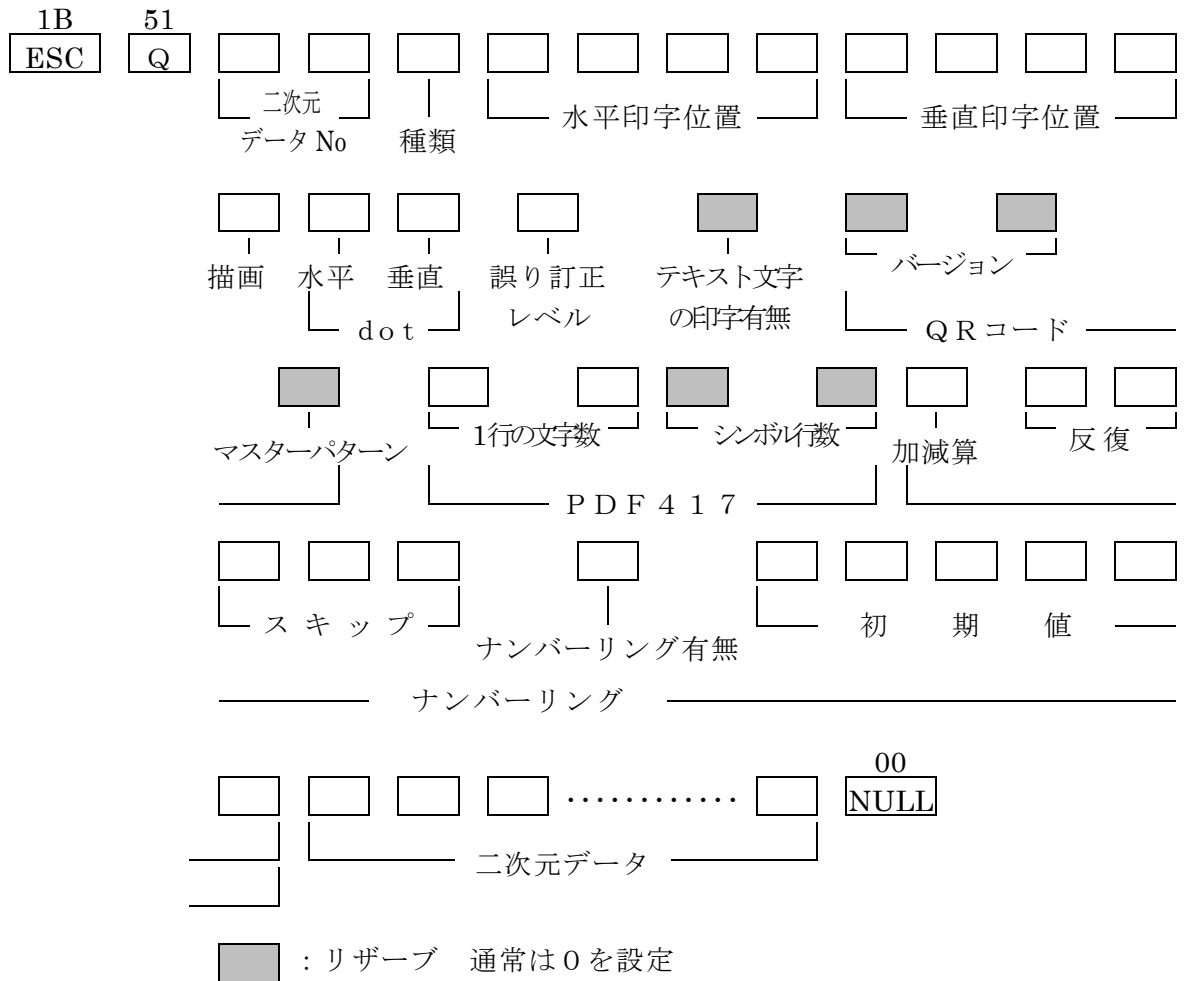 1B 51
ESC Q
二次元
データ No 種類 水平印字位置 垂直印字位置
描画 水平 垂直 誤り訂正 テキスト文字 バージョン
レベル の印字有無
dot ＱＲコード
マスターパターン 1行の文字数 シンボル行数 加減算 反復
ＰＤＦ４１７
スキップ 初期値
ナンバーリング有無
ナンバーリング
00
………… NULL
二次元データ
：リザーブ　通常は０を設定